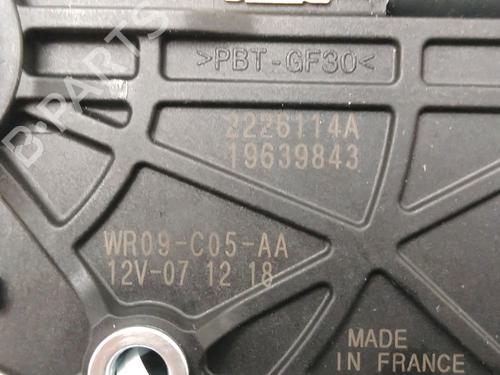 B-PARTS
>PBT-GF30<
2226114A
19639843
WR09-C05-AA
12V-07 12 18
MADE
IN FRANCE